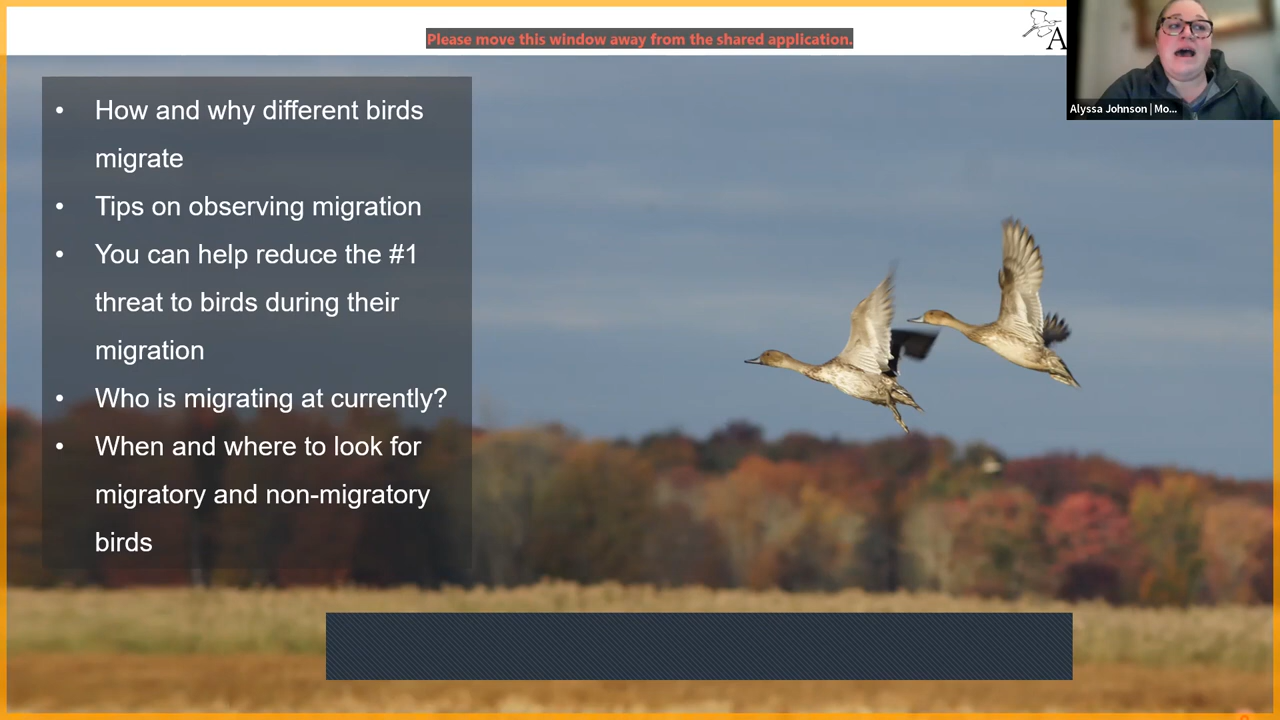 Please move this window away from the shared application.
A
Alyssa Johnson | Mo...
• How and why different birds
migrate
• Tips on observing migration
• You can help reduce the #1
threat to birds during their
migration
• Who is migrating at currently?
• When and where to look for
migratory and non-migratory
birds